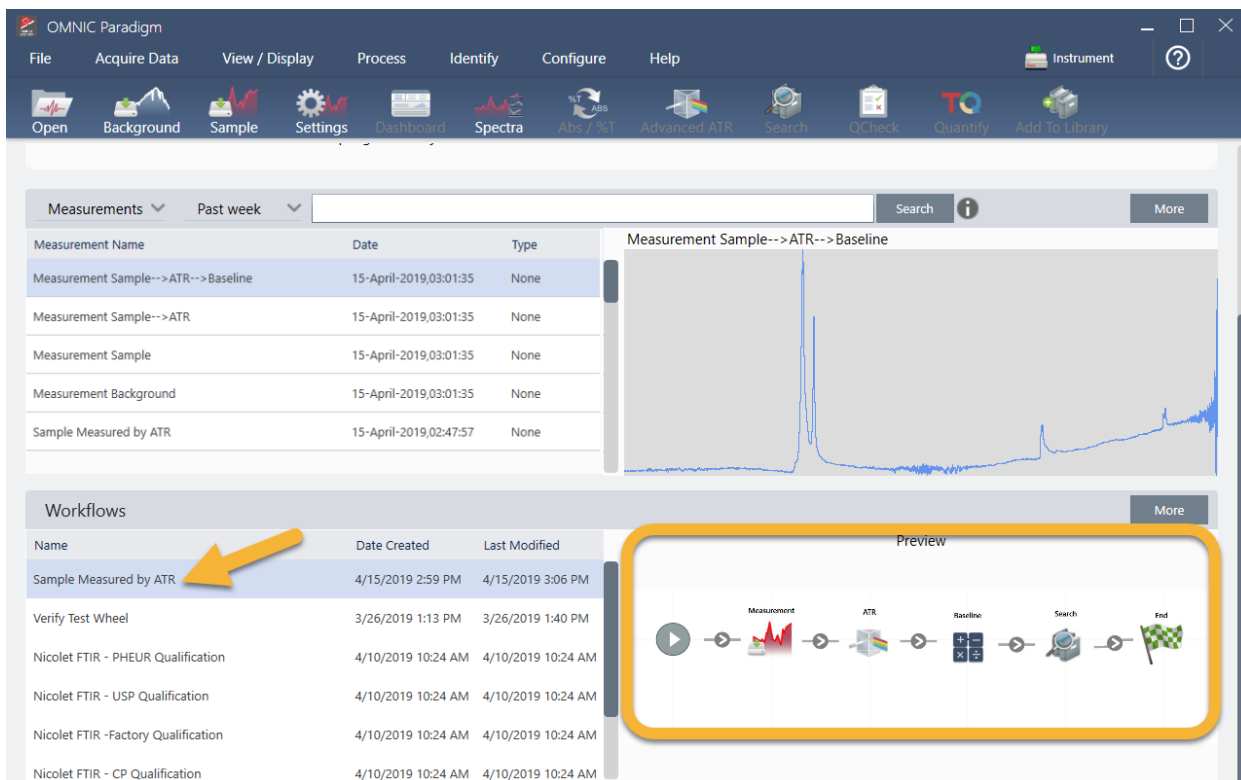 OMNIC Paradigm
File Acquire Data View / Display Process Identify Configure Help Instrument ?
%T ABS TQ
Open Background Sample Settings Dashboard Spectra Abs / %T Advanced ATR Search QCheck Quantify Add To Library
Measurements Past week Search i More
Measurement Name Date Type
Measurement Sample-->ATR-->Baseline 15-April-2019,03:01:35 None
Measurement Sample-->ATR 15-April-2019,03:01:35 None
Measurement Sample 15-April-2019,03:01:35 None
Measurement Background 15-April-2019,03:01:35 None
Sample Measured by ATR 15-April-2019,02:47:57 None
Measurement Sample-->ATR-->Baseline
Workflows More
Name Date Created Last Modified
Sample Measured by ATR 4/15/2019 2:59 PM 4/15/2019 3:06 PM
Verify Test Wheel 3/26/2019 1:13 PM 3/26/2019 1:40 PM
Nicolet FTIR - PHEUR Qualification 4/10/2019 10:24 AM 4/10/2019 10:24 AM
Nicolet FTIR - USP Qualification 4/10/2019 10:24 AM 4/10/2019 10:24 AM
Nicolet FTIR -Factory Qualification 4/10/2019 10:24 AM 4/10/2019 10:24 AM
Nicolet FTIR - CP Qualification 4/10/2019 10:24 AM 4/10/2019 10:24 AM
Preview
Measurement ATR Baseline Search End